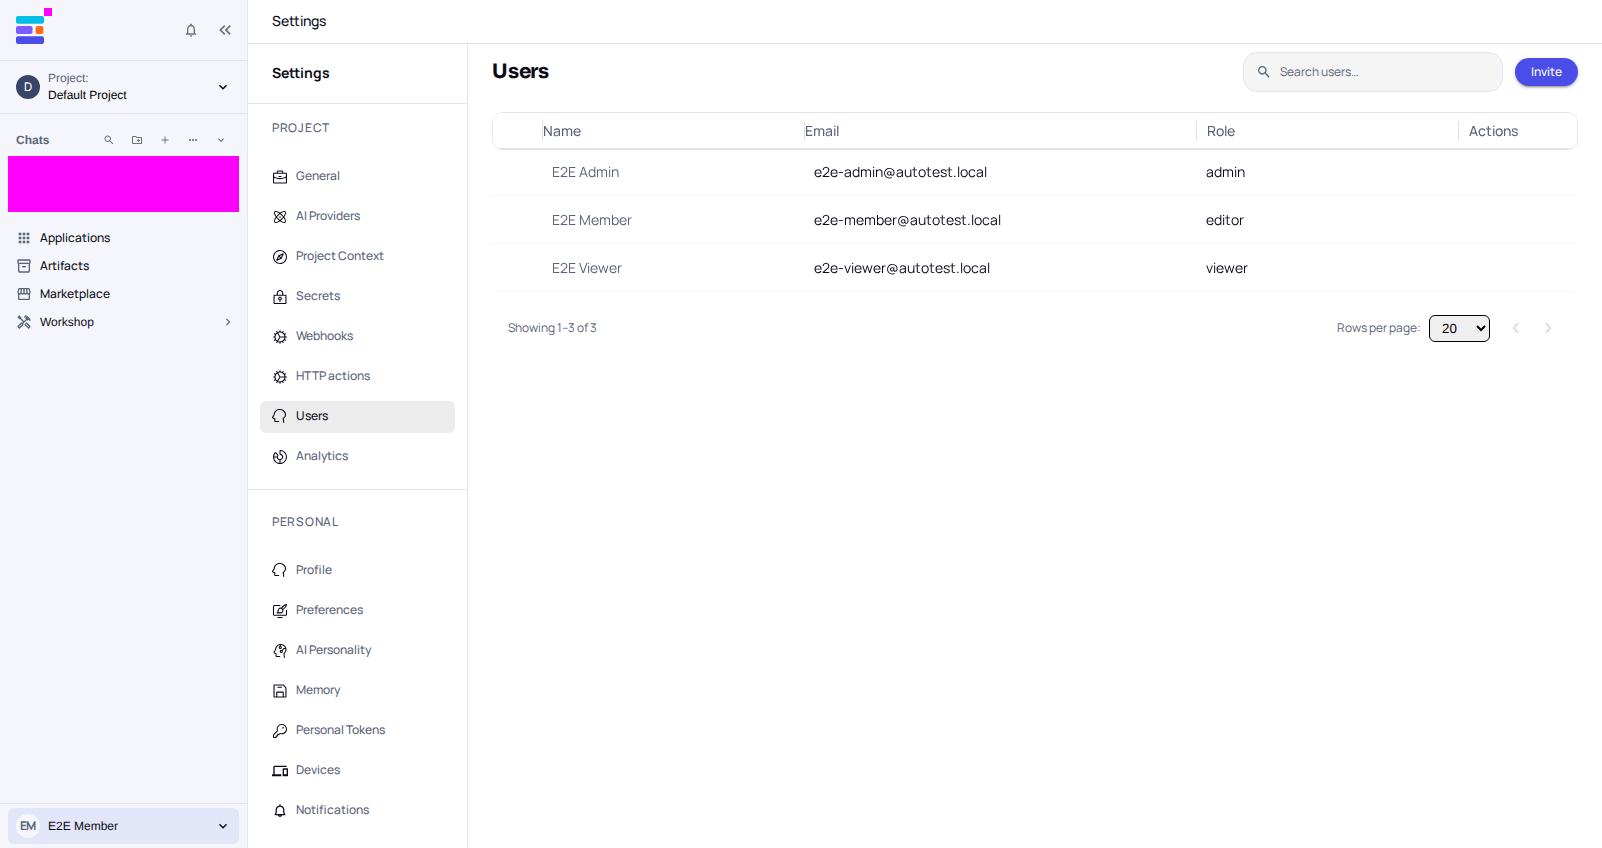 Settings
D
Project:
Default Project
Chats
Applications
Artifacts
Marketplace
Workshop
EM
E2E Member
Settings
PROJECT
General
AI Providers
Project Context
Secrets
Webhooks
HTTP actions
Users
Analytics
PERSONAL
Profile
Preferences
AI Personality
Memory
Personal Tokens
Devices
Notifications
Users
Search users...
Invite
Name Email Role Actions
E2E Admin e2e-admin@autotest.local admin
E2E Member e2e-member@autotest.local editor
E2E Viewer e2e-viewer@autotest.local viewer
Showing 1–3 of 3
Rows per page: 20